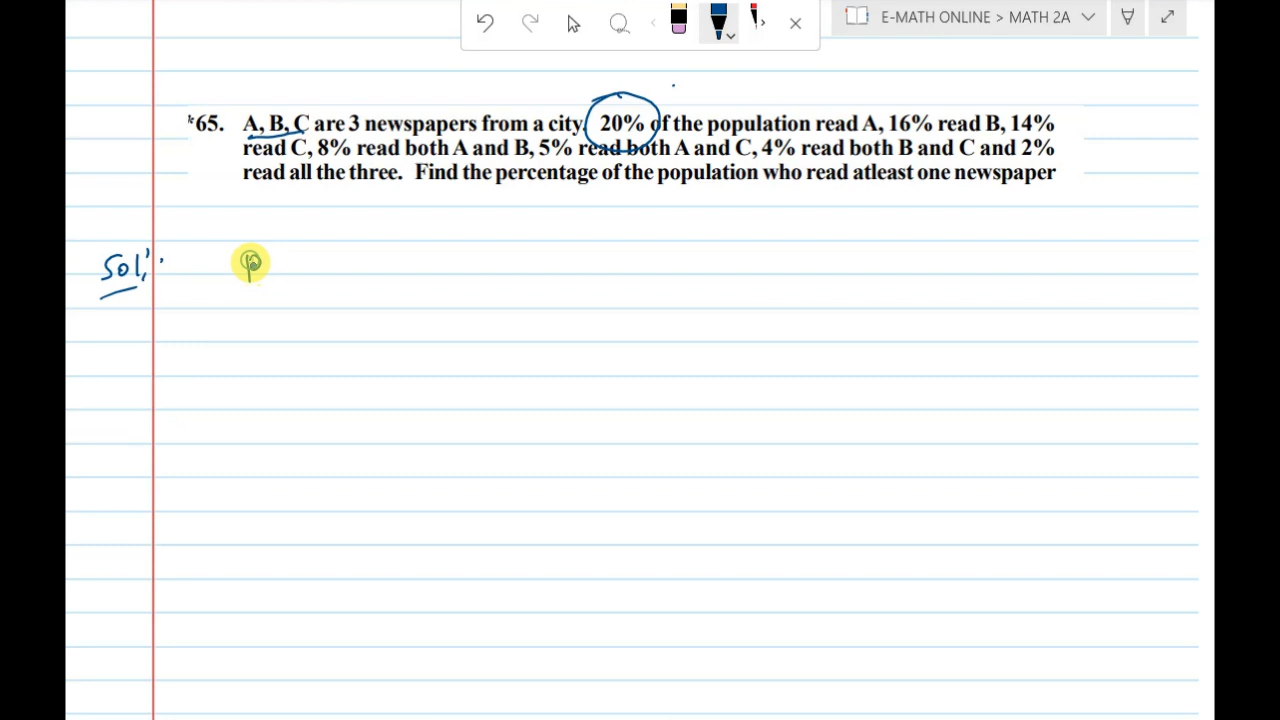 E-MATH ONLINE > MATH 2A
*65. A, B, C are 3 newspapers from a city. 20% of the population read A, 16% read B, 14%
read C, 8% read both A and B, 5% read both A and C, 4% read both B and C and 2%
read all the three. Find the percentage of the population who read atleast one newspaper
Sol:
P